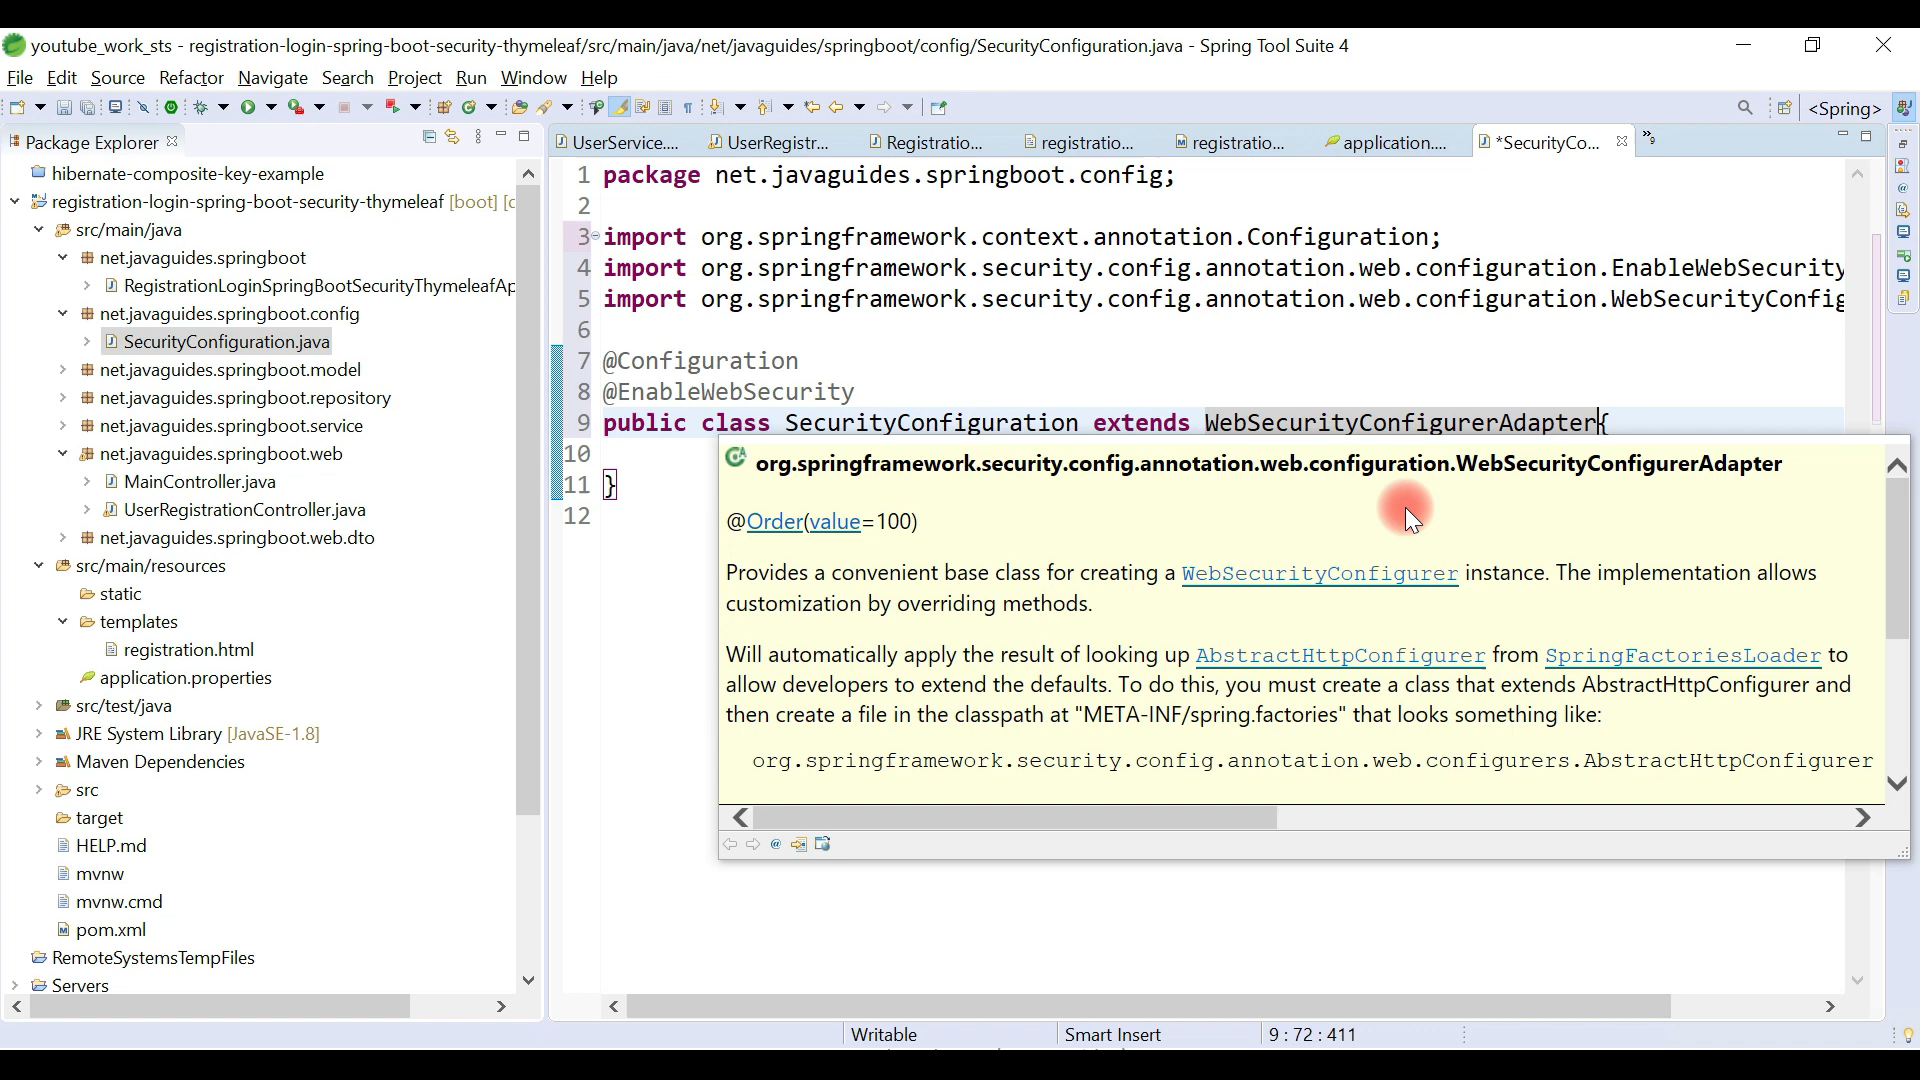 youtube_work_sts - registration-login-spring-boot-security-thymeleaf/src/main/java/net/javaguides/springboot/config/SecurityConfiguration.java - Spring Tool Suite 4
File Edit Source Refactor Navigate Search Project Run Window Help
<Spring>
Package Explorer
hibernate-composite-key-example
registration-login-spring-boot-security-thymeleaf [boot] [c
src/main/java
net.javaguides.springboot
RegistrationLoginSpringBootSecurityThymeleafAp
net.javaguides.springboot.config
SecurityConfiguration.java
net.javaguides.springboot.model
net.javaguides.springboot.repository
net.javaguides.springboot.service
net.javaguides.springboot.web
MainController.java
UserRegistrationController.java
net.javaguides.springboot.web.dto
src/main/resources
static
templates
registration.html
application.properties
src/test/java
JRE System Library [JavaSE-1.8]
Maven Dependencies
src
target
HELP.md
mvnw
mvnw.cmd
pom.xml
RemoteSystemsTempFiles
Servers
UserService.... UserRegistr... Registratio... registratio... registratio... application.... *SecurityCo... »9
1 package net.javaguides.springboot.config;
2
3 import org.springframework.context.annotation.Configuration;
4 import org.springframework.security.config.annotation.web.configuration.EnableWebSecurity
5 import org.springframework.security.config.annotation.web.configuration.WebSecurityConfig
6
7 @Configuration
8 @EnableWebSecurity
9 public class SecurityConfiguration extends WebSecurityConfigurerAdapter{
10
11 }
12
org.springframework.security.config.annotation.web.configuration.WebSecurityConfigurerAdapter
@Order(value=100)
Provides a convenient base class for creating a WebSecurityConfigurer instance. The implementation allows
customization by overriding methods.
Will automatically apply the result of looking up AbstractHttpConfigurer from SpringFactoriesLoader to
allow developers to extend the defaults. To do this, you must create a class that extends AbstractHttpConfigurer and
then create a file in the classpath at "META-INF/spring.factories" that looks something like:
org.springframework.security.config.annotation.web.configurers.AbstractHttpConfigurer
Writable Smart Insert 9 : 72 : 411